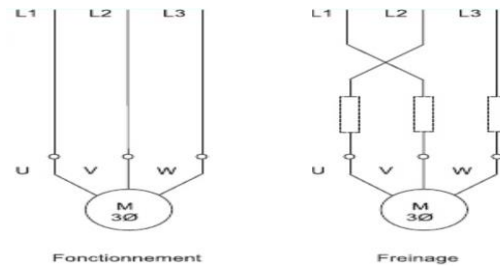 L1 L2 L3 L1 L2 L3
U V W U V W
M M
3Ø 3Ø
Fonctionnement Freinage